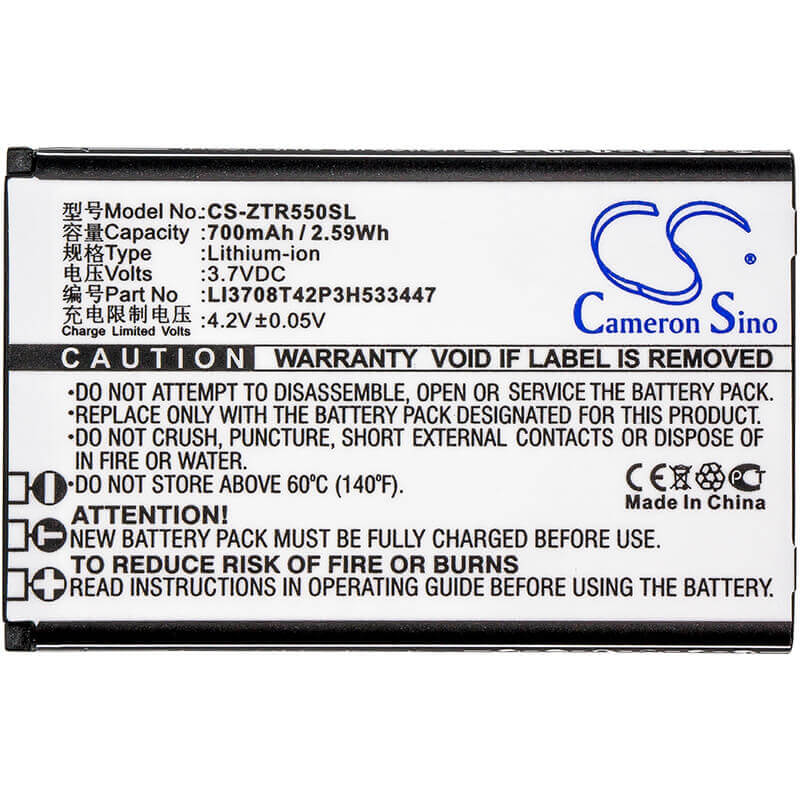 型号Model No.:CS-ZTR550SL
容量Capacity :700mAh / 2.59Wh
规格Type :Lithium-ion
电压Volts :3.7VDC
编号Part No :LI3708T42P3H533447
充电限制电压
Charge Limited Volts :4.2V±0.05V
CS
®
Cameron Sino
CAUTION WARRANTY VOID IF LABEL IS REMOVED
•DO NOT ATTEMPT TO DISASSEMBLE, OPEN or SERVICE THE BATTERY PACK.
•REPLACE ONLY WITH THE BATTERY PACK DESIGNATED FOR THIS PRODUCT.
•DO NOT CRUSH, PUNCTURE, SHORT EXTERNAL CONTACTS OR DISPOSE OF
IN FIRE OR WATER.
•DO NOT STORE ABOVE 60ºC (140ºF).
CE PCT
Made In China
ATTENTION!
NEW BATTERY PACK MUST BE FULLY CHARGED BEFORE USE.
TO REDUCE RISK OF FIRE OR BURNS
READ INSTRUCTIONS IN OPERATING GUIDE BEFORE USING THE BATTERY.